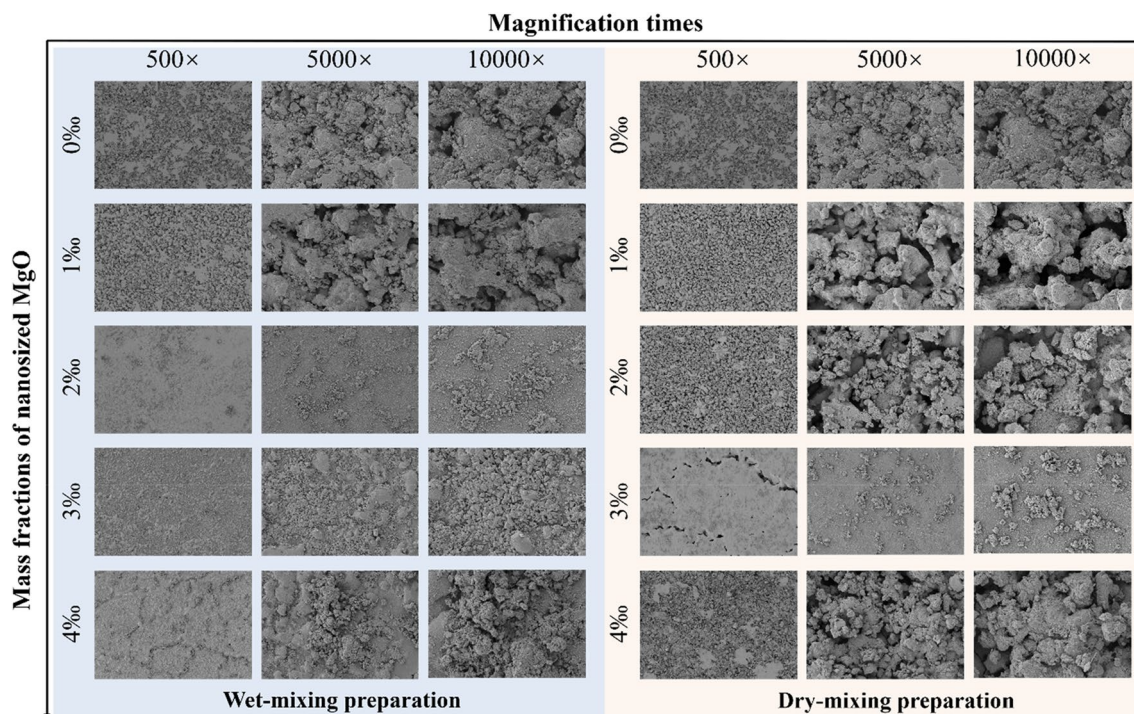 Magnification times
500× 5000× 10000× 500× 5000× 10000×
Mass fractions of nanosized MgO
0‰ 0‰
1‰ 1‰
2‰ 2‰
3‰ 3‰
4‰ 4‰
Wet-mixing preparation Dry-mixing preparation